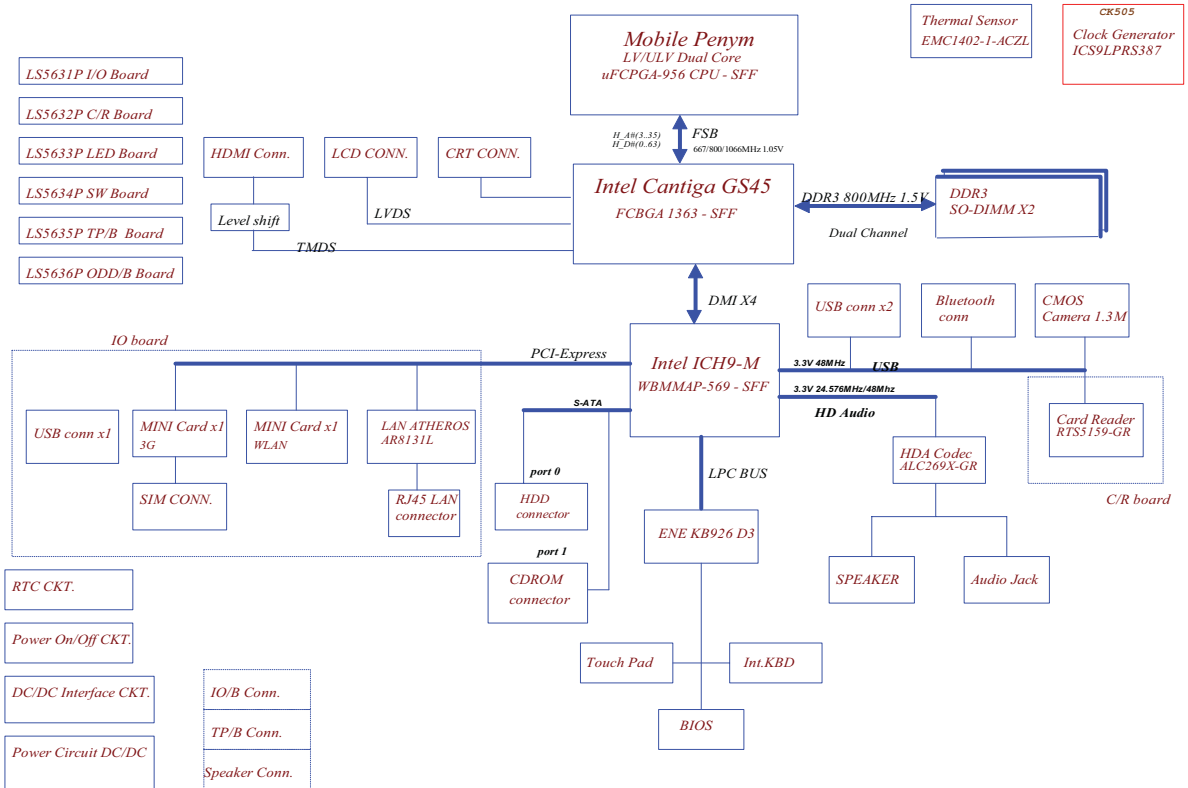 Mobile Penym
LV/ULV Dual Core
uFCPGA-956 CPU - SFF
Thermal Sensor
EMC1402-1-ACZL
CK505
Clock Generator
ICS9LPRS387
LS5631P I/O Board
LS5632P C/R Board
LS5633P LED Board
LS5634P SW Board
LS5635P TP/B Board
LS5636P ODD/B Board
H_A#(3..35)
H_D#(0..63)
FSB
667/800/1066MHz 1.05V
HDMI Conn.
LCD CONN.
CRT CONN.
Level shift
LVDS
TMDS
Intel Cantiga GS45
FCBGA 1363 - SFF
DDR3 800MHz 1.5V
Dual Channel
DDR3
SO-DIMM X2
DMI X4
USB conn x2
Bluetooth
conn
CMOS
Camera 1.3M
IO board
PCI-Express
Intel ICH9-M
WBMMAP-569 - SFF
3.3V 48MHz
USB
3.3V 24.576MHz/48Mhz
HD Audio
S-ATA
USB conn x1
MINI Card x1
3G
MINI Card x1
WLAN
LAN ATHEROS
AR8131L
SIM CONN.
RJ45 LAN
connector
port 0
HDD
connector
port 1
CDROM
connector
LPC BUS
ENE KB926 D3
HDA Codec
ALC269X-GR
Card Reader
RTS5159-GR
C/R board
SPEAKER
Audio Jack
Touch Pad
Int.KBD
BIOS
RTC CKT.
Power On/Off CKT.
DC/DC Interface CKT.
Power Circuit DC/DC
IO/B Conn.
TP/B Conn.
Speaker Conn.